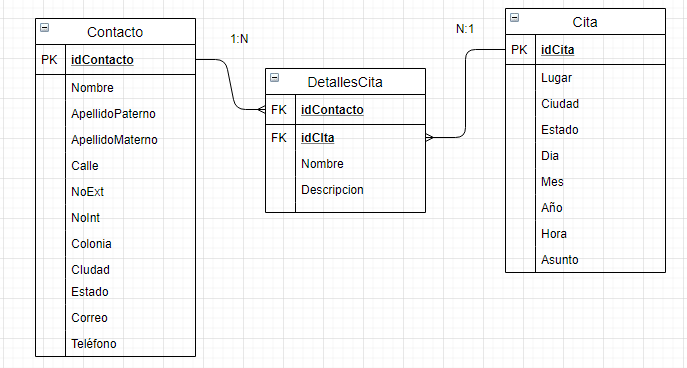 Contacto
PK idContacto
Nombre
ApellidoPaterno
ApellidoMaterno
Calle
NoExt
NoInt
Colonia
CIudad
Estado
Correo
Teléfono
1:N
DetallesCita
FK idContacto
FK idCIta
Nombre
Descripcion
N:1
Cita
PK idCita
Lugar
Ciudad
Estado
Dia
Mes
Año
Hora
Asunto